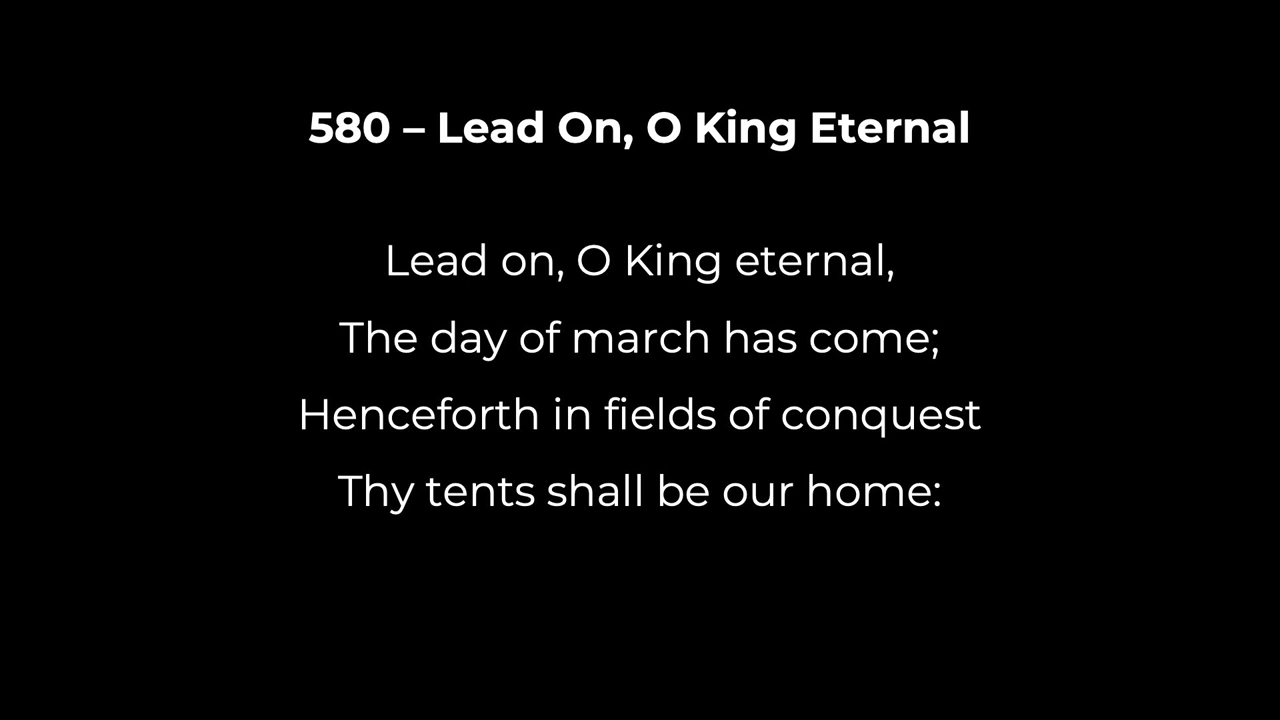 580 – Lead On, O King Eternal
Lead on, O King eternal,
The day of march has come;
Henceforth in fields of conquest
Thy tents shall be our home: